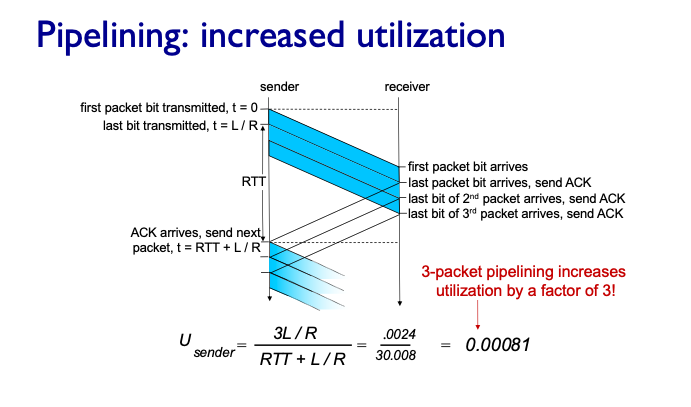 Pipelining: increased utilization
sender
receiver
first packet bit transmitted, t = 0
last bit transmitted, t = L / R
RTT
first packet bit arrives
last packet bit arrives, send ACK
last bit of 2nd packet arrives, send ACK
last bit of 3rd packet arrives, send ACK
ACK arrives, send next
packet, t = RTT + L / R
3-packet pipelining increases
utilization by a factor of 3!
U sender = 3L / R / RTT + L / R = .0024 / 30.008 = 0.00081